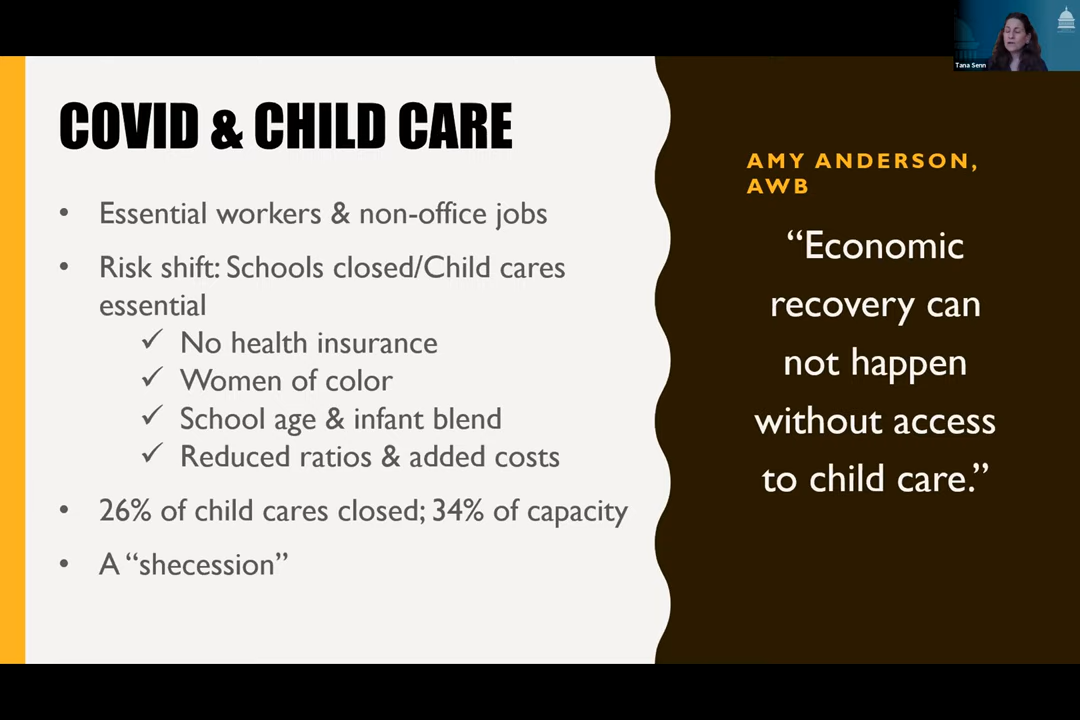 Tana Senn
COVID & CHILD CARE
• Essential workers & non-office jobs
• Risk shift: Schools closed/Child cares
essential
✓ No health insurance
✓ Women of color
✓ School age & infant blend
✓ Reduced ratios & added costs
• 26% of child cares closed; 34% of capacity
• A “shecession”
AMY ANDERSON,
AWB
“Economic
recovery can
not happen
without access
to child care.”